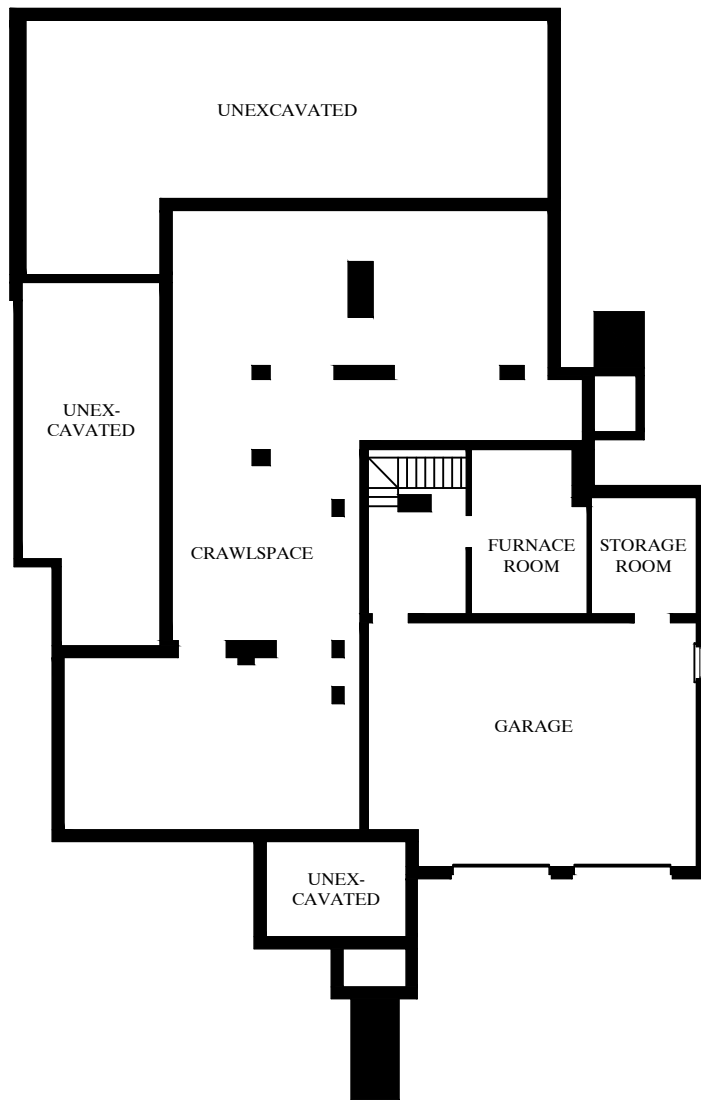 UNEXCAVATED
UNEX-
CAVATED
CRAWLSPACE
FURNACE
ROOM
STORAGE
ROOM
GARAGE
UNEX-
CAVATED